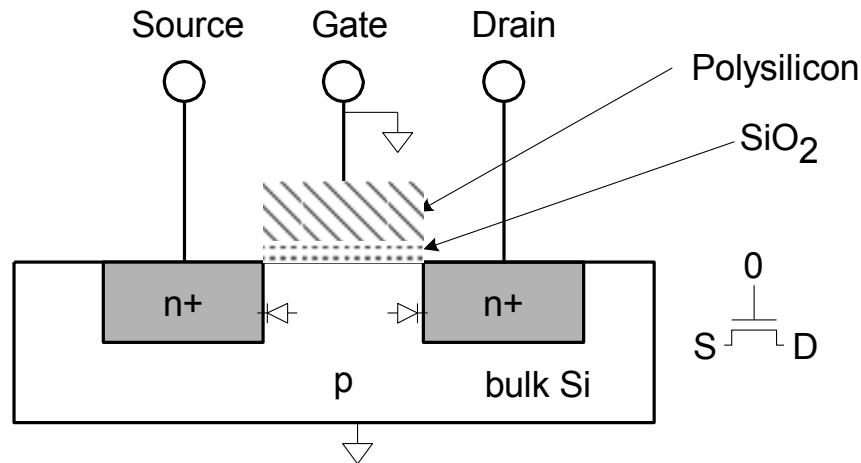 Source
Gate
Drain
Polysilicon
SiO2
n+
n+
0
S
D
p
bulk Si